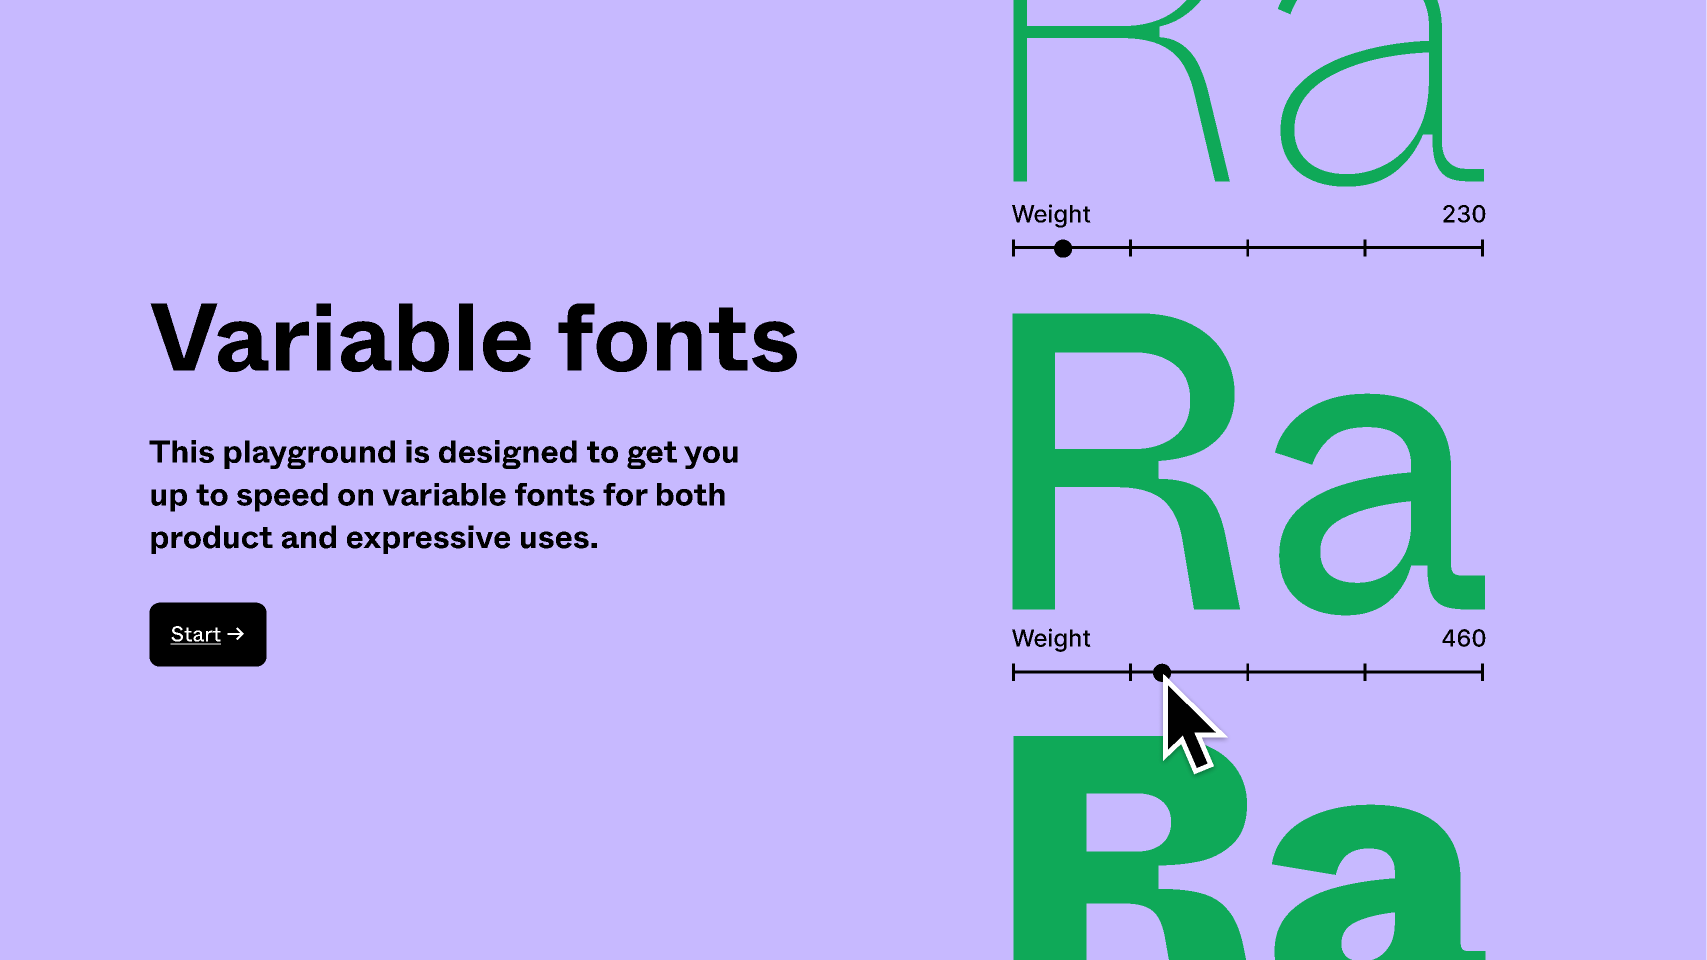 Variable fonts
This playground is designed to get you
up to speed on variable fonts for both
product and expressive uses.
Start →
Ra
Weight 230
Ra
Weight 460
Ra